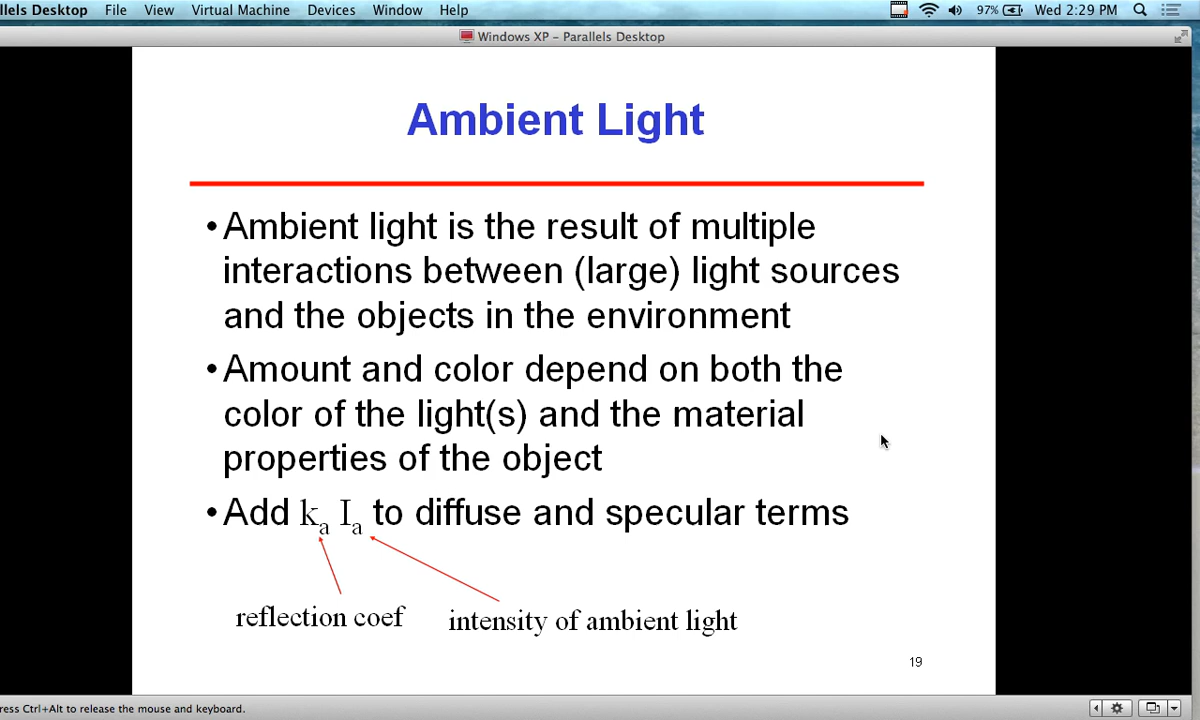 llels Desktop File View Virtual Machine Devices Window Help 97% Wed 2:29 PM
Windows XP – Parallels Desktop
Ambient Light
•Ambient light is the result of multiple
interactions between (large) light sources
and the objects in the environment
•Amount and color depend on both the
color of the light(s) and the material
properties of the object
•Add ka Ia to diffuse and specular terms
reflection coef intensity of ambient light
19
ress Ctrl+Alt to release the mouse and keyboard.